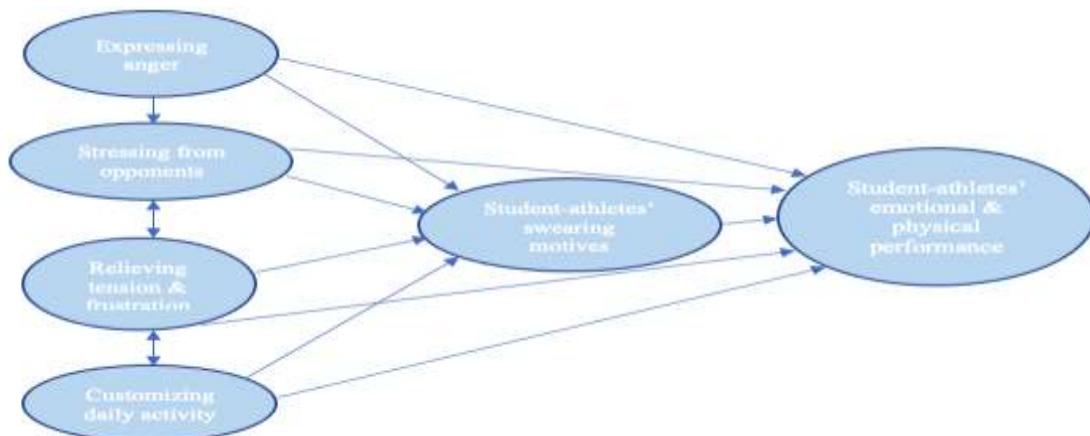 Expressing
anger
Stressing from
opponents
Relieving
tension &
frustration
Customizing
daily activity
Student-athletes'
swearing
motives
Student-athletes'
emotional &
physical
performance